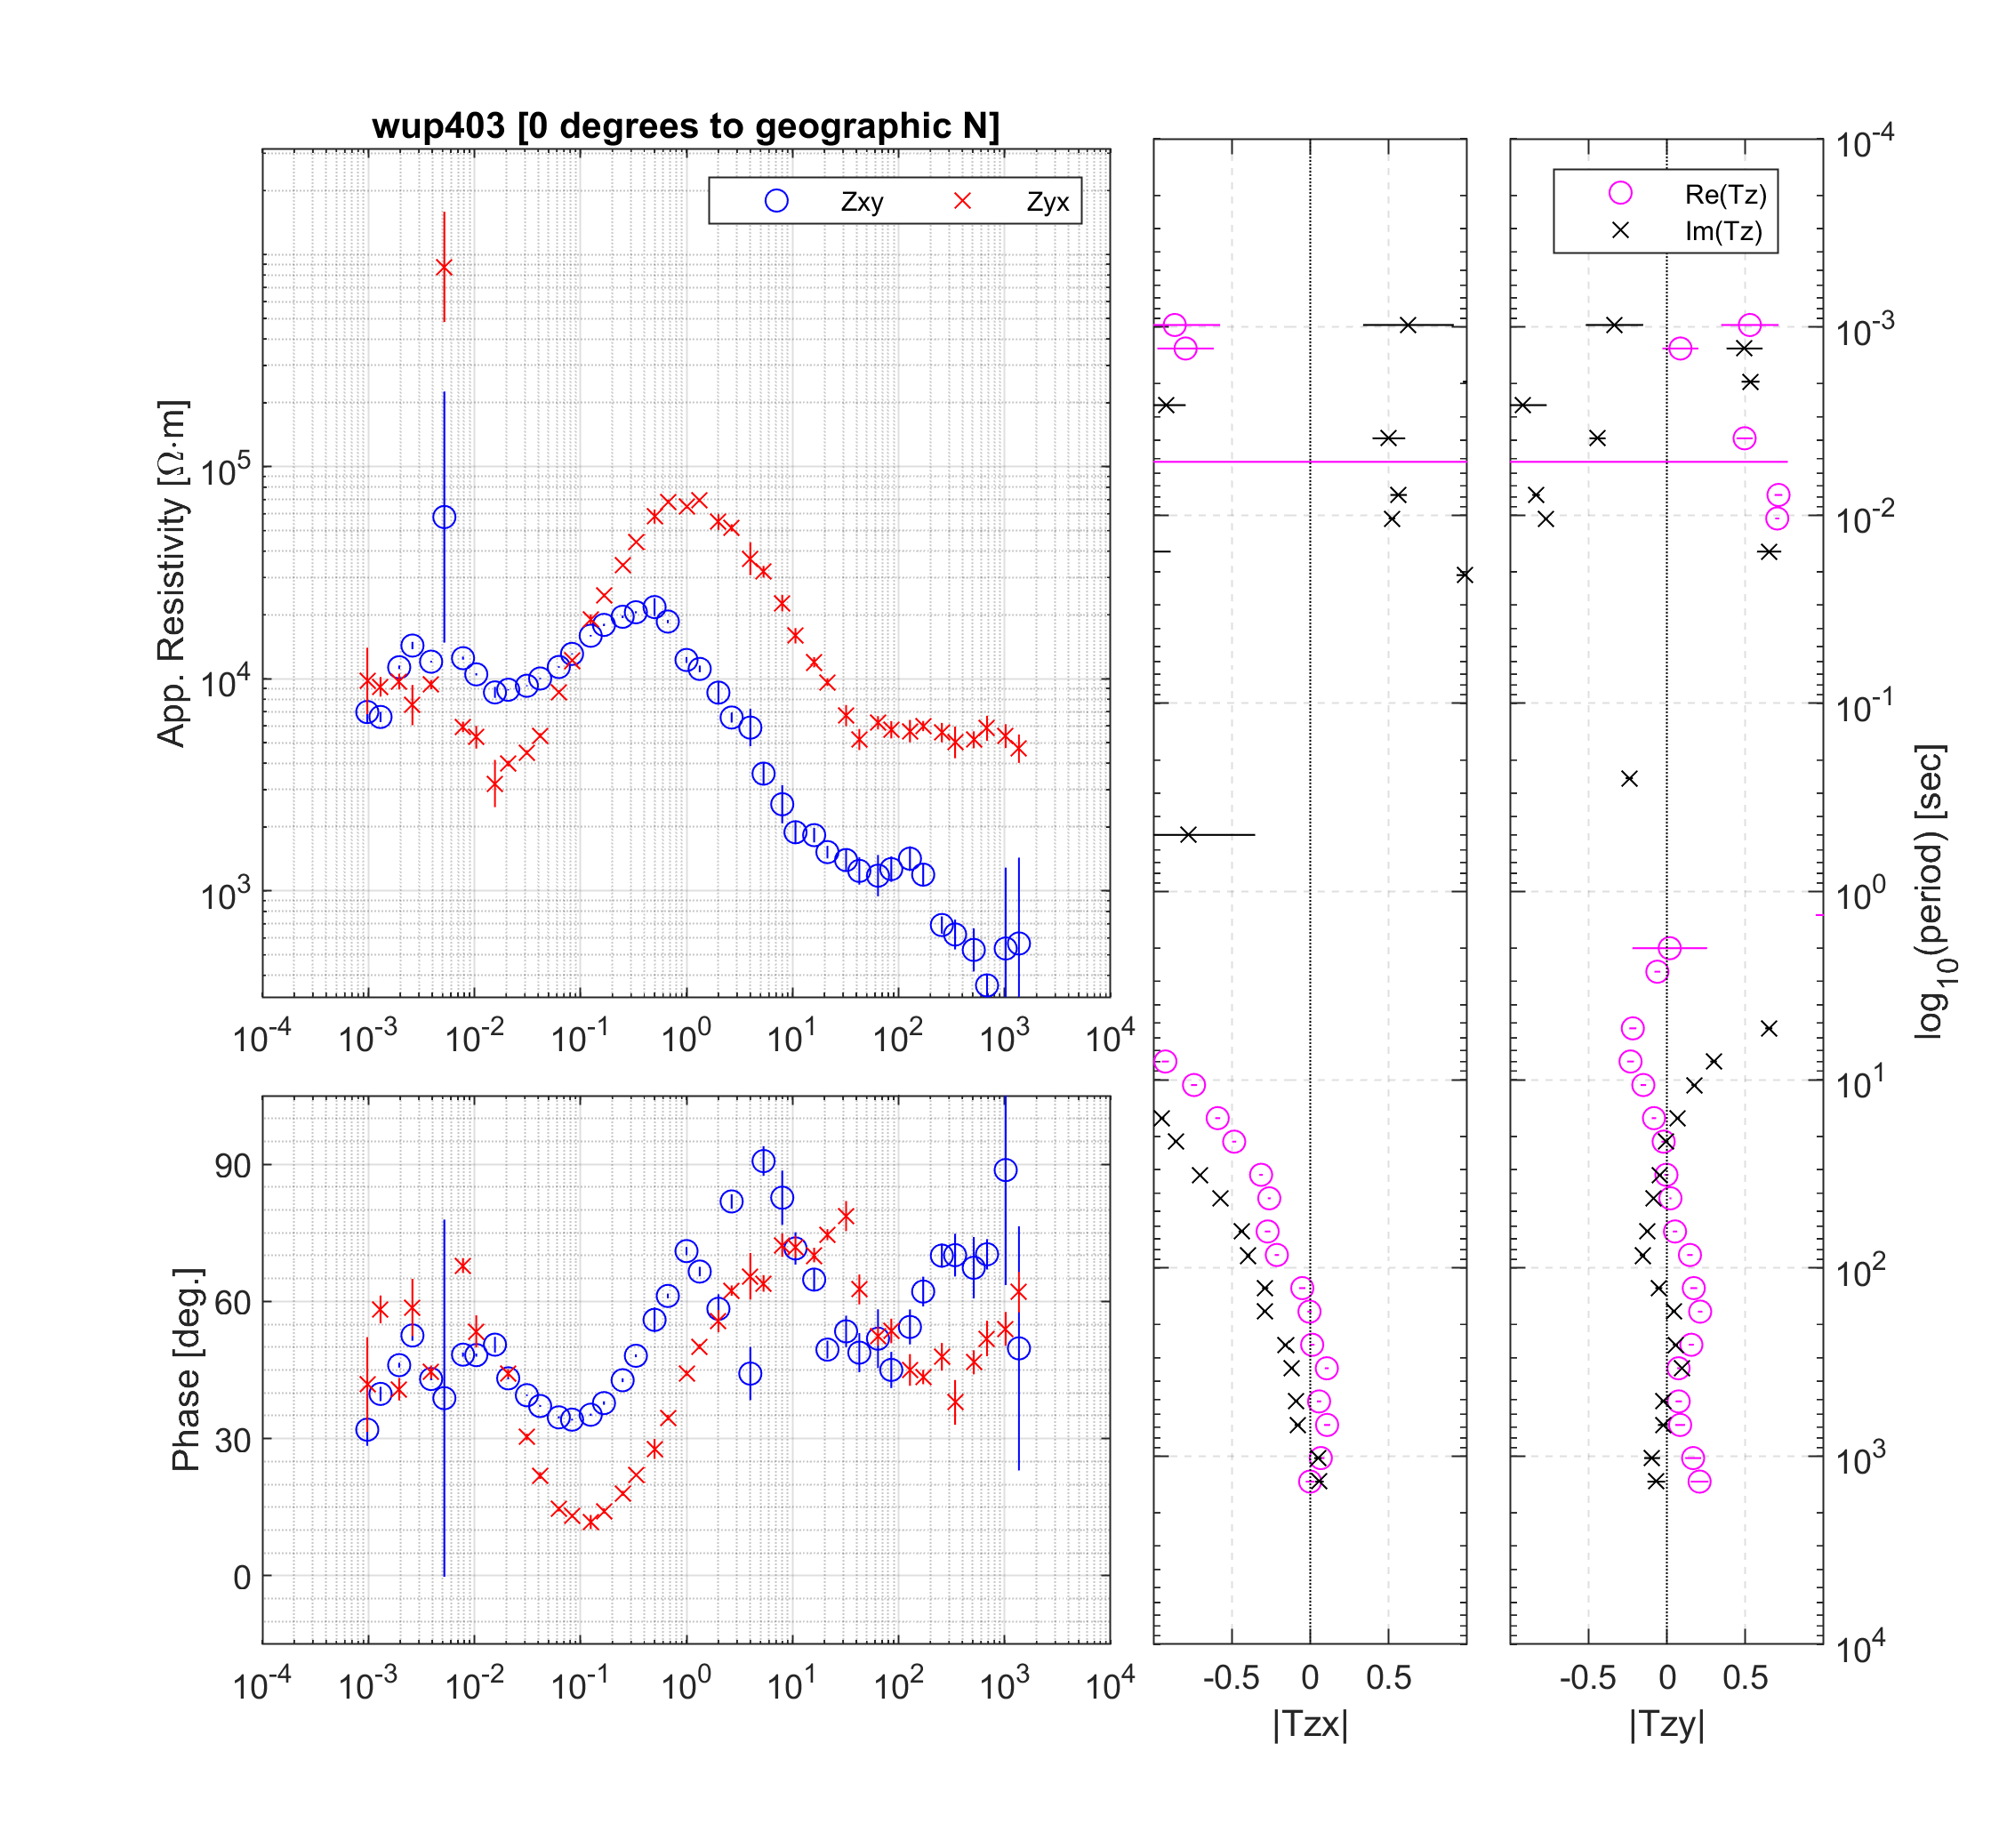 wup403 [0 degrees to geographic N]
Zxy Zyx
App. Resistivity [Ω·m]
10^5
10^4
10^3
10^-4 10^-3 10^-2 10^-1 10^0 10^1 10^2 10^3 10^4
Phase [deg.]
90
60
30
0
10^-4 10^-3 10^-2 10^-1 10^0 10^1 10^2 10^3 10^4
-0.5 0 0.5
|Tzx|
Re(Tz)
Im(Tz)
-0.5 0 0.5
|Tzy|
10^-4
10^-3
10^-2
10^-1
10^0
10^1
10^2
10^3
10^4
log_10(period) [sec]